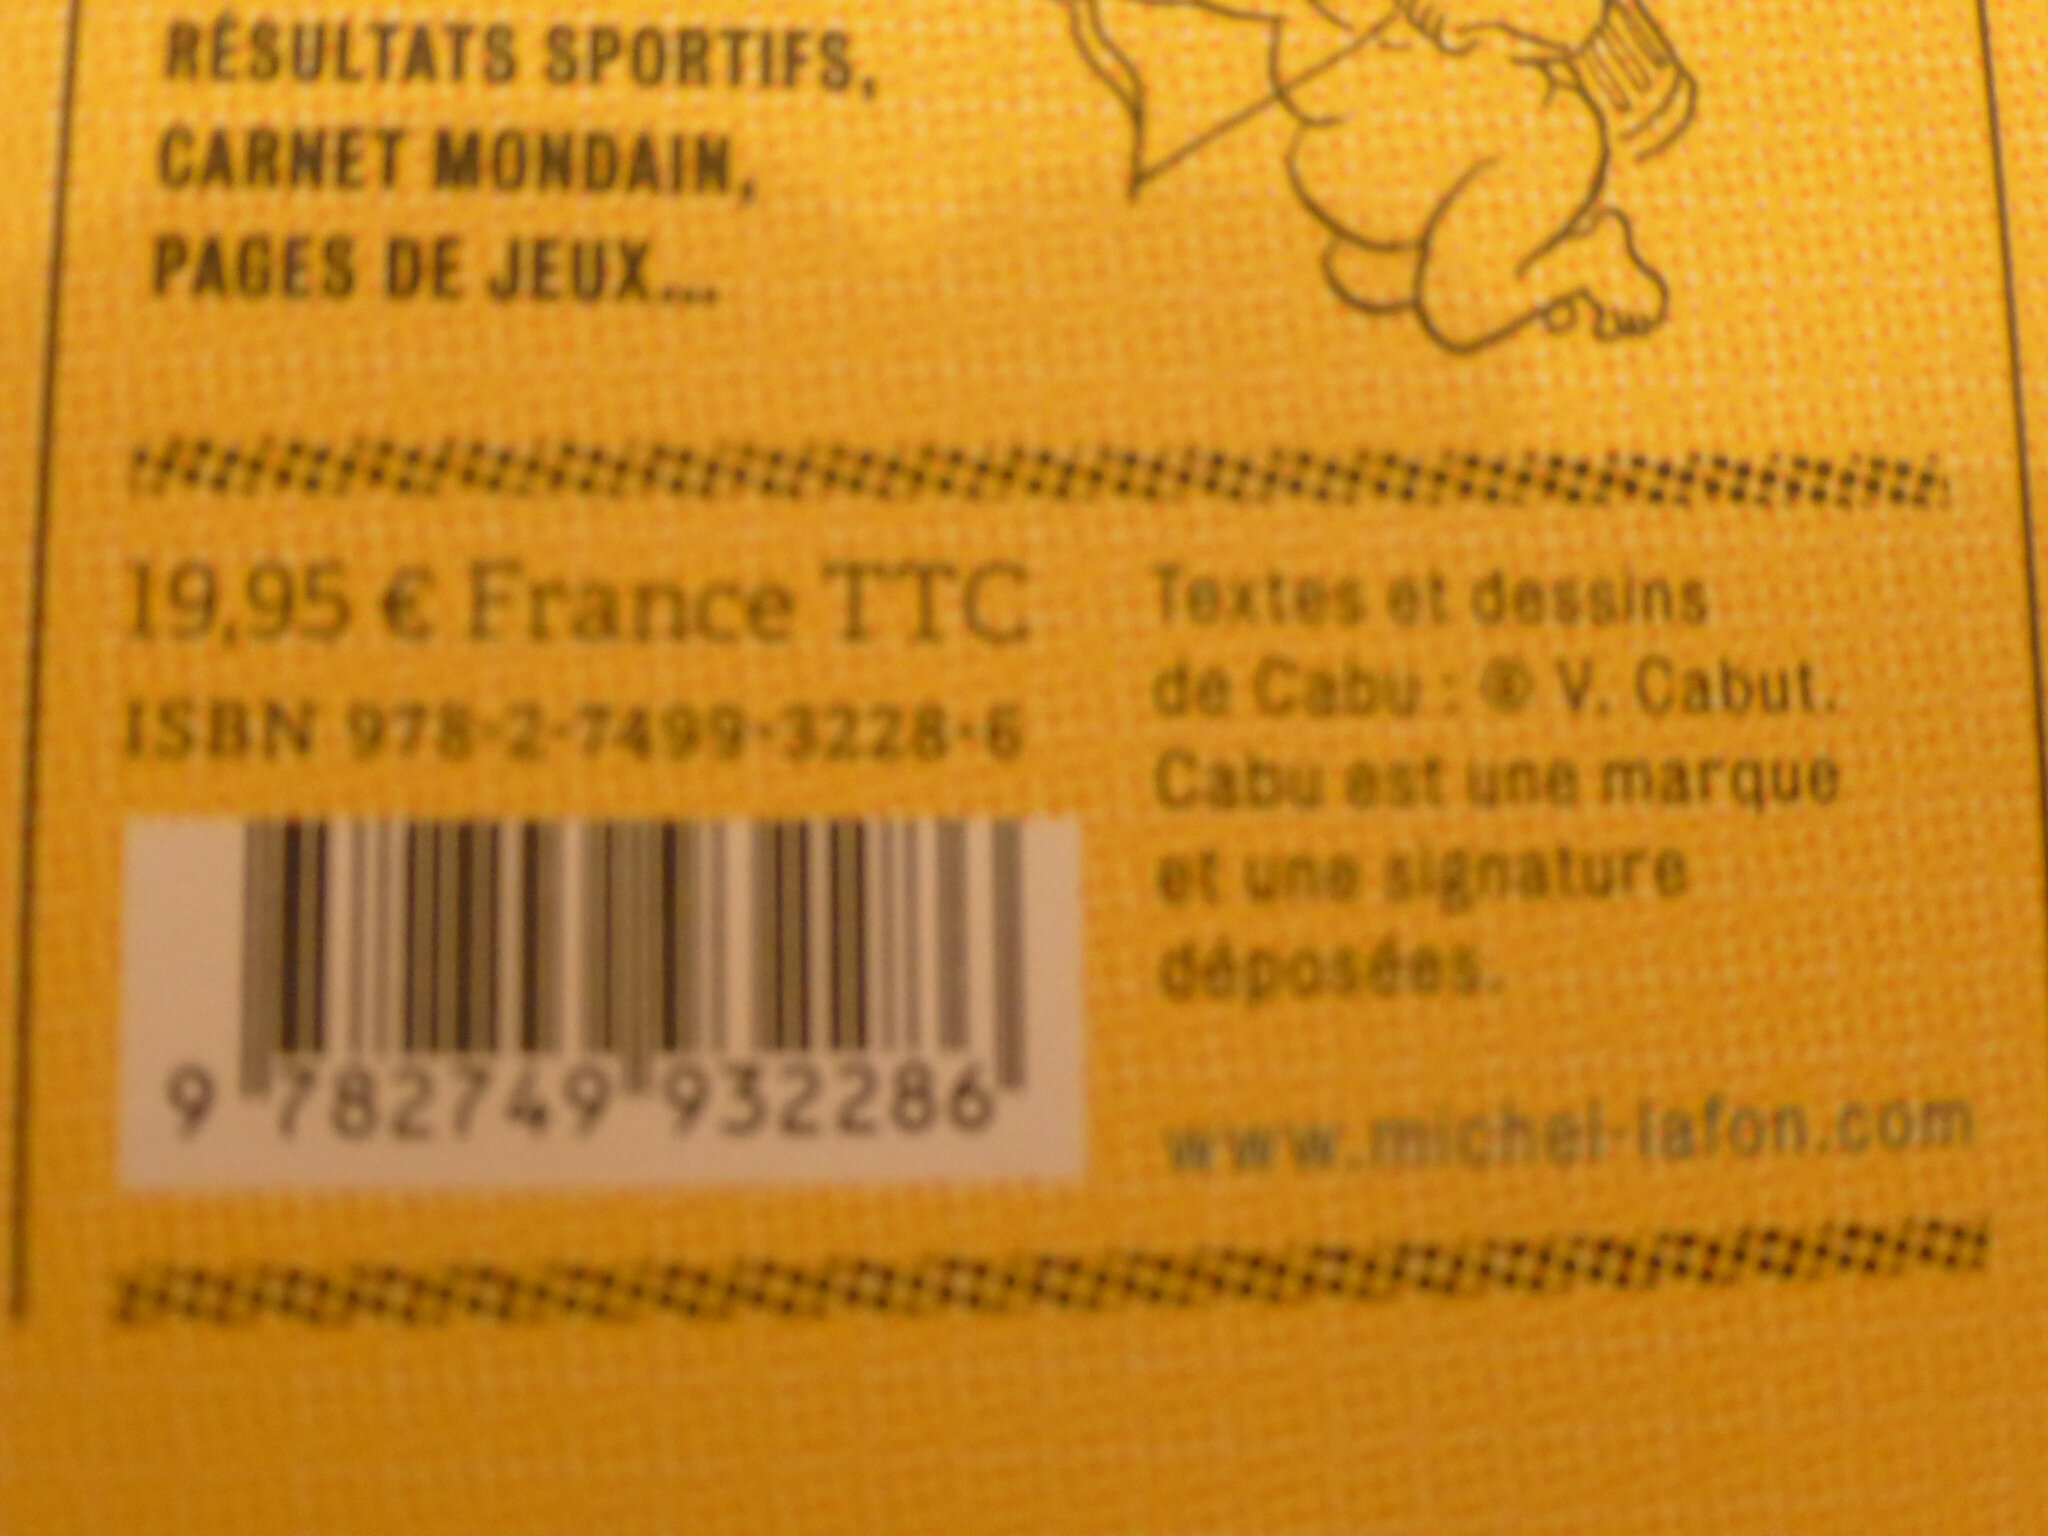 RÉSULTATS SPORTIFS,
CARNET MONDAIN,
PAGES DE JEUX...
19,95 € France TTC
ISBN 978-2-7499-3228-6
9 782749 932286
Textes et dessins
de Cabu : ® V. Cabut.
Cabu est une marque
et une signature
déposées.
www.michel-lafon.com